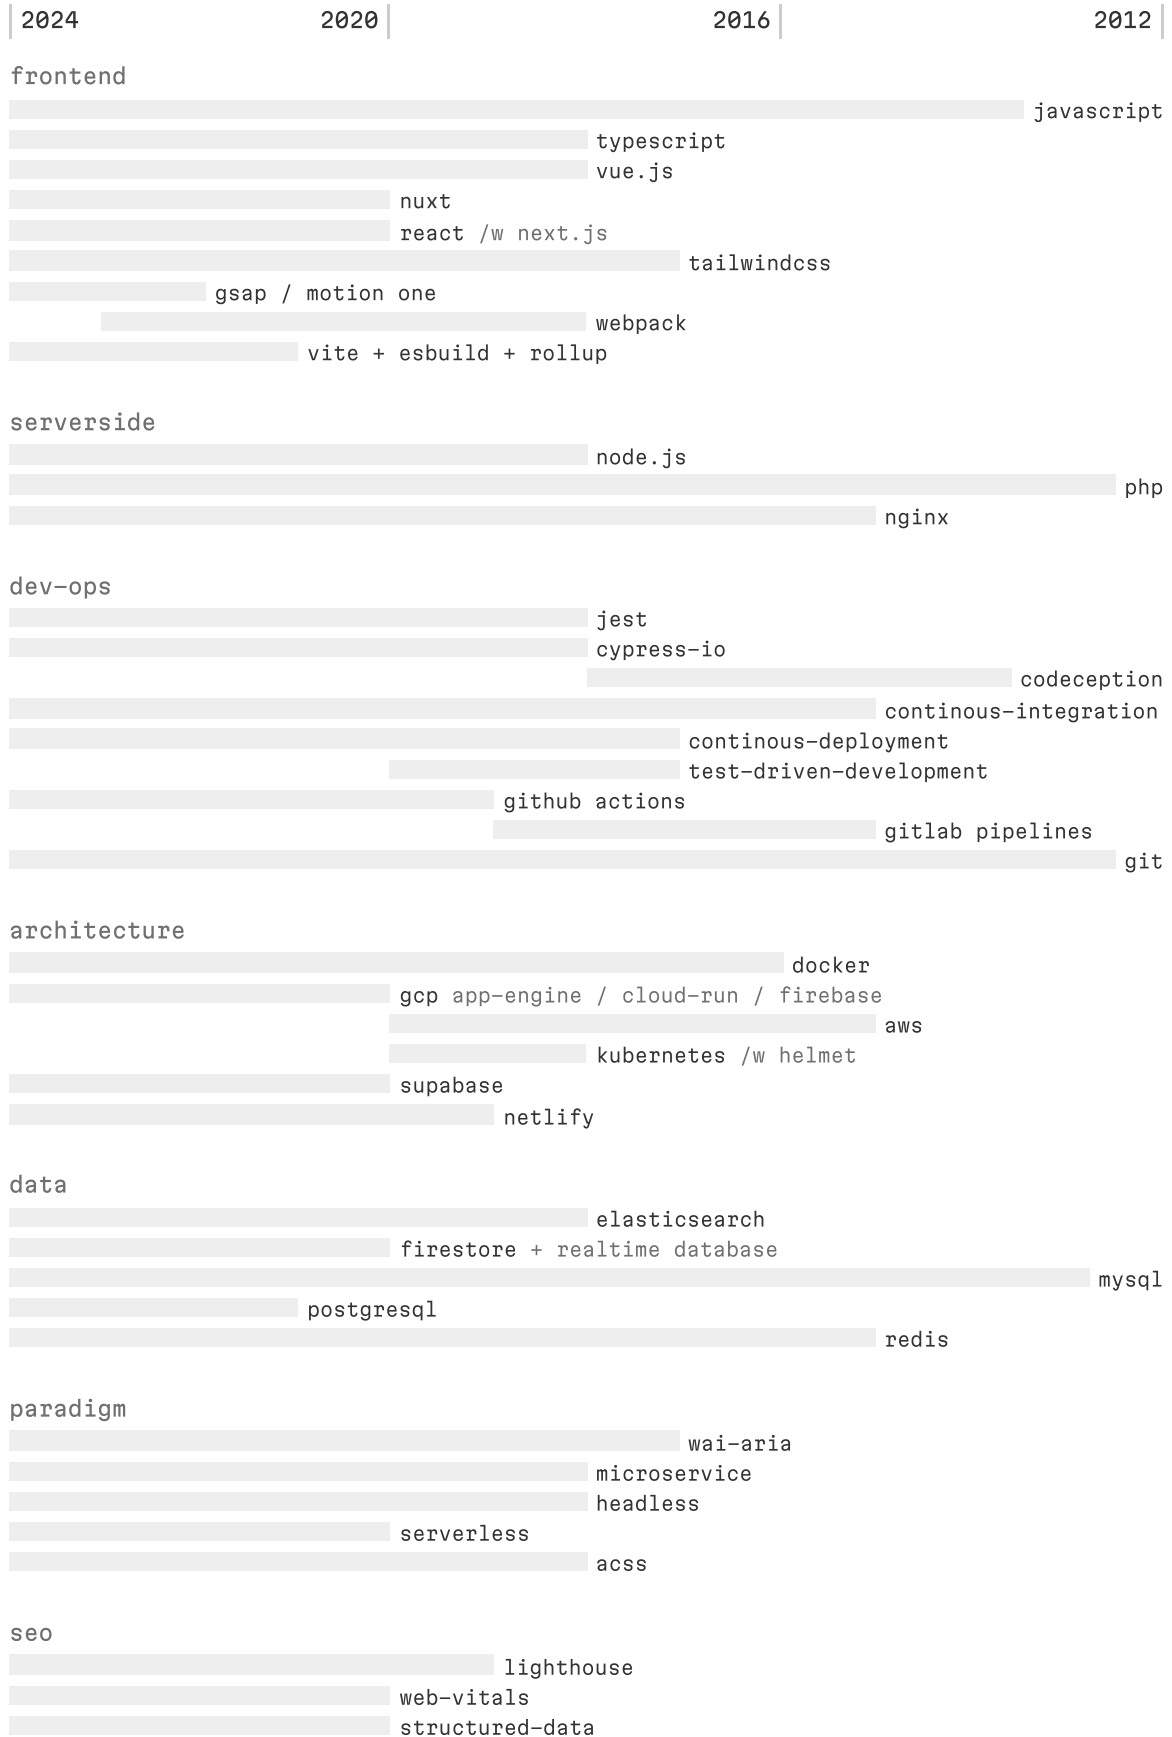 2024 2020 2016 2012
frontend
javascript
typescript
vue.js
nuxt
react /w next.js
tailwindcss
gsap / motion one
webpack
vite + esbuild + rollup
serverside
node.js
php
nginx
dev-ops
jest
cypress-io
codeception
continous-integration
continous-deployment
test-driven-development
github actions
gitlab pipelines
git
architecture
docker
gcp app-engine / cloud-run / firebase
aws
kubernetes /w helmet
supabase
netlify
data
elasticsearch
firestore + realtime database
mysql
postgresql
redis
paradigm
wai-aria
microservice
headless
serverless
acss
seo
lighthouse
web-vitals
structured-data